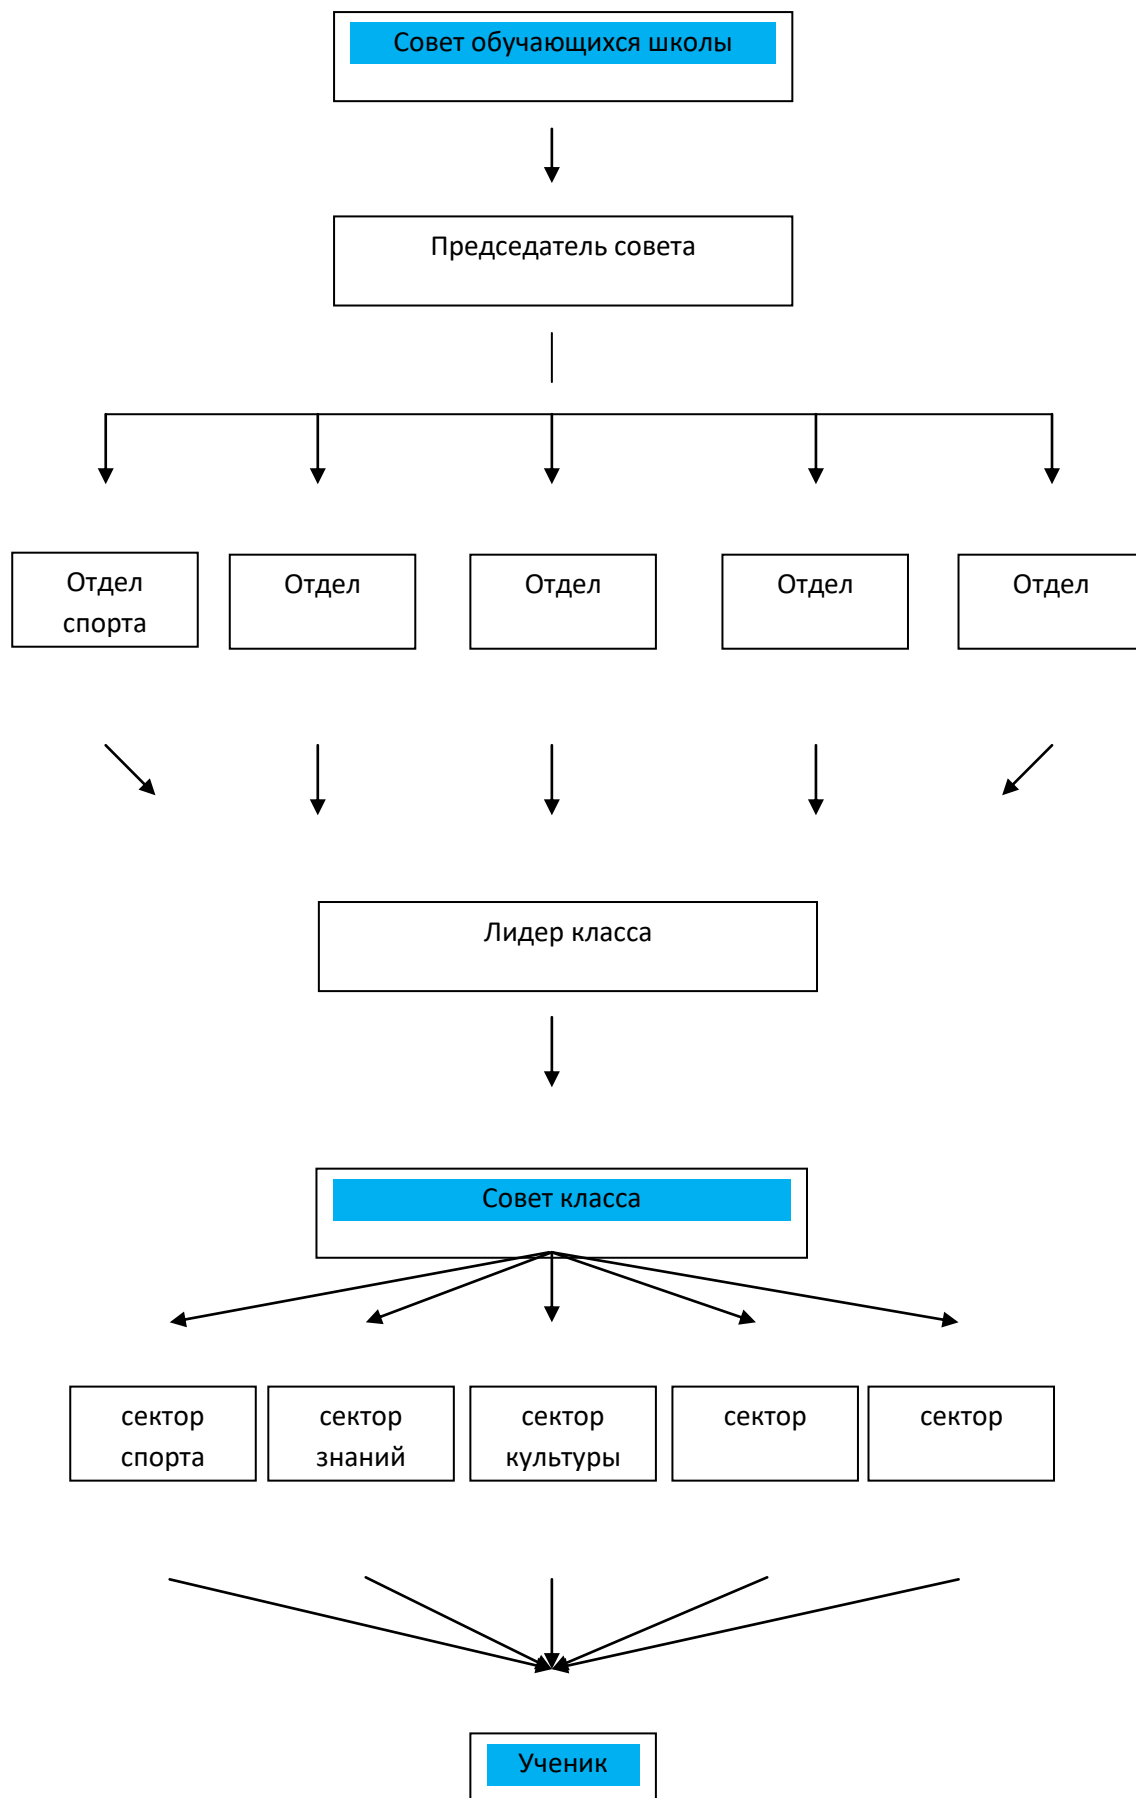 Совет обучающихся школы
Председатель совета
Отдел
спорта
Отдел
Отдел
Отдел
Отдел
Лидер класса
Совет класса
сектор
спорта
сектор
знаний
сектор
культуры
сектор
сектор
Ученик